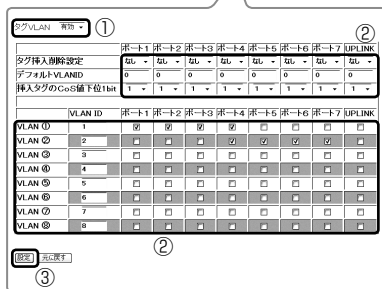 タグVLAN 有効 ①
②
ポート1 ポート2 ポート3 ポート4 ポート5 ポート6 ポート7 UPLINK
タグ挿入削除設定 なし なし なし なし なし なし なし なし
デフォルトVLANID 0 0 0 0 0 0 0 0
挿入タグのCoS値下位1bit 1 1 1 1 1 1 1 1
VLAN ID ポート1 ポート2 ポート3 ポート4 ポート5 ポート6 ポート7 UPLINK
VLAN ① 1
VLAN ② 2
VLAN ③ 3
VLAN ④ 4
VLAN ⑤ 5
VLAN ⑥ 6
VLAN ⑦ 7
VLAN ⑧ 8
②
設定 元に戻す
③